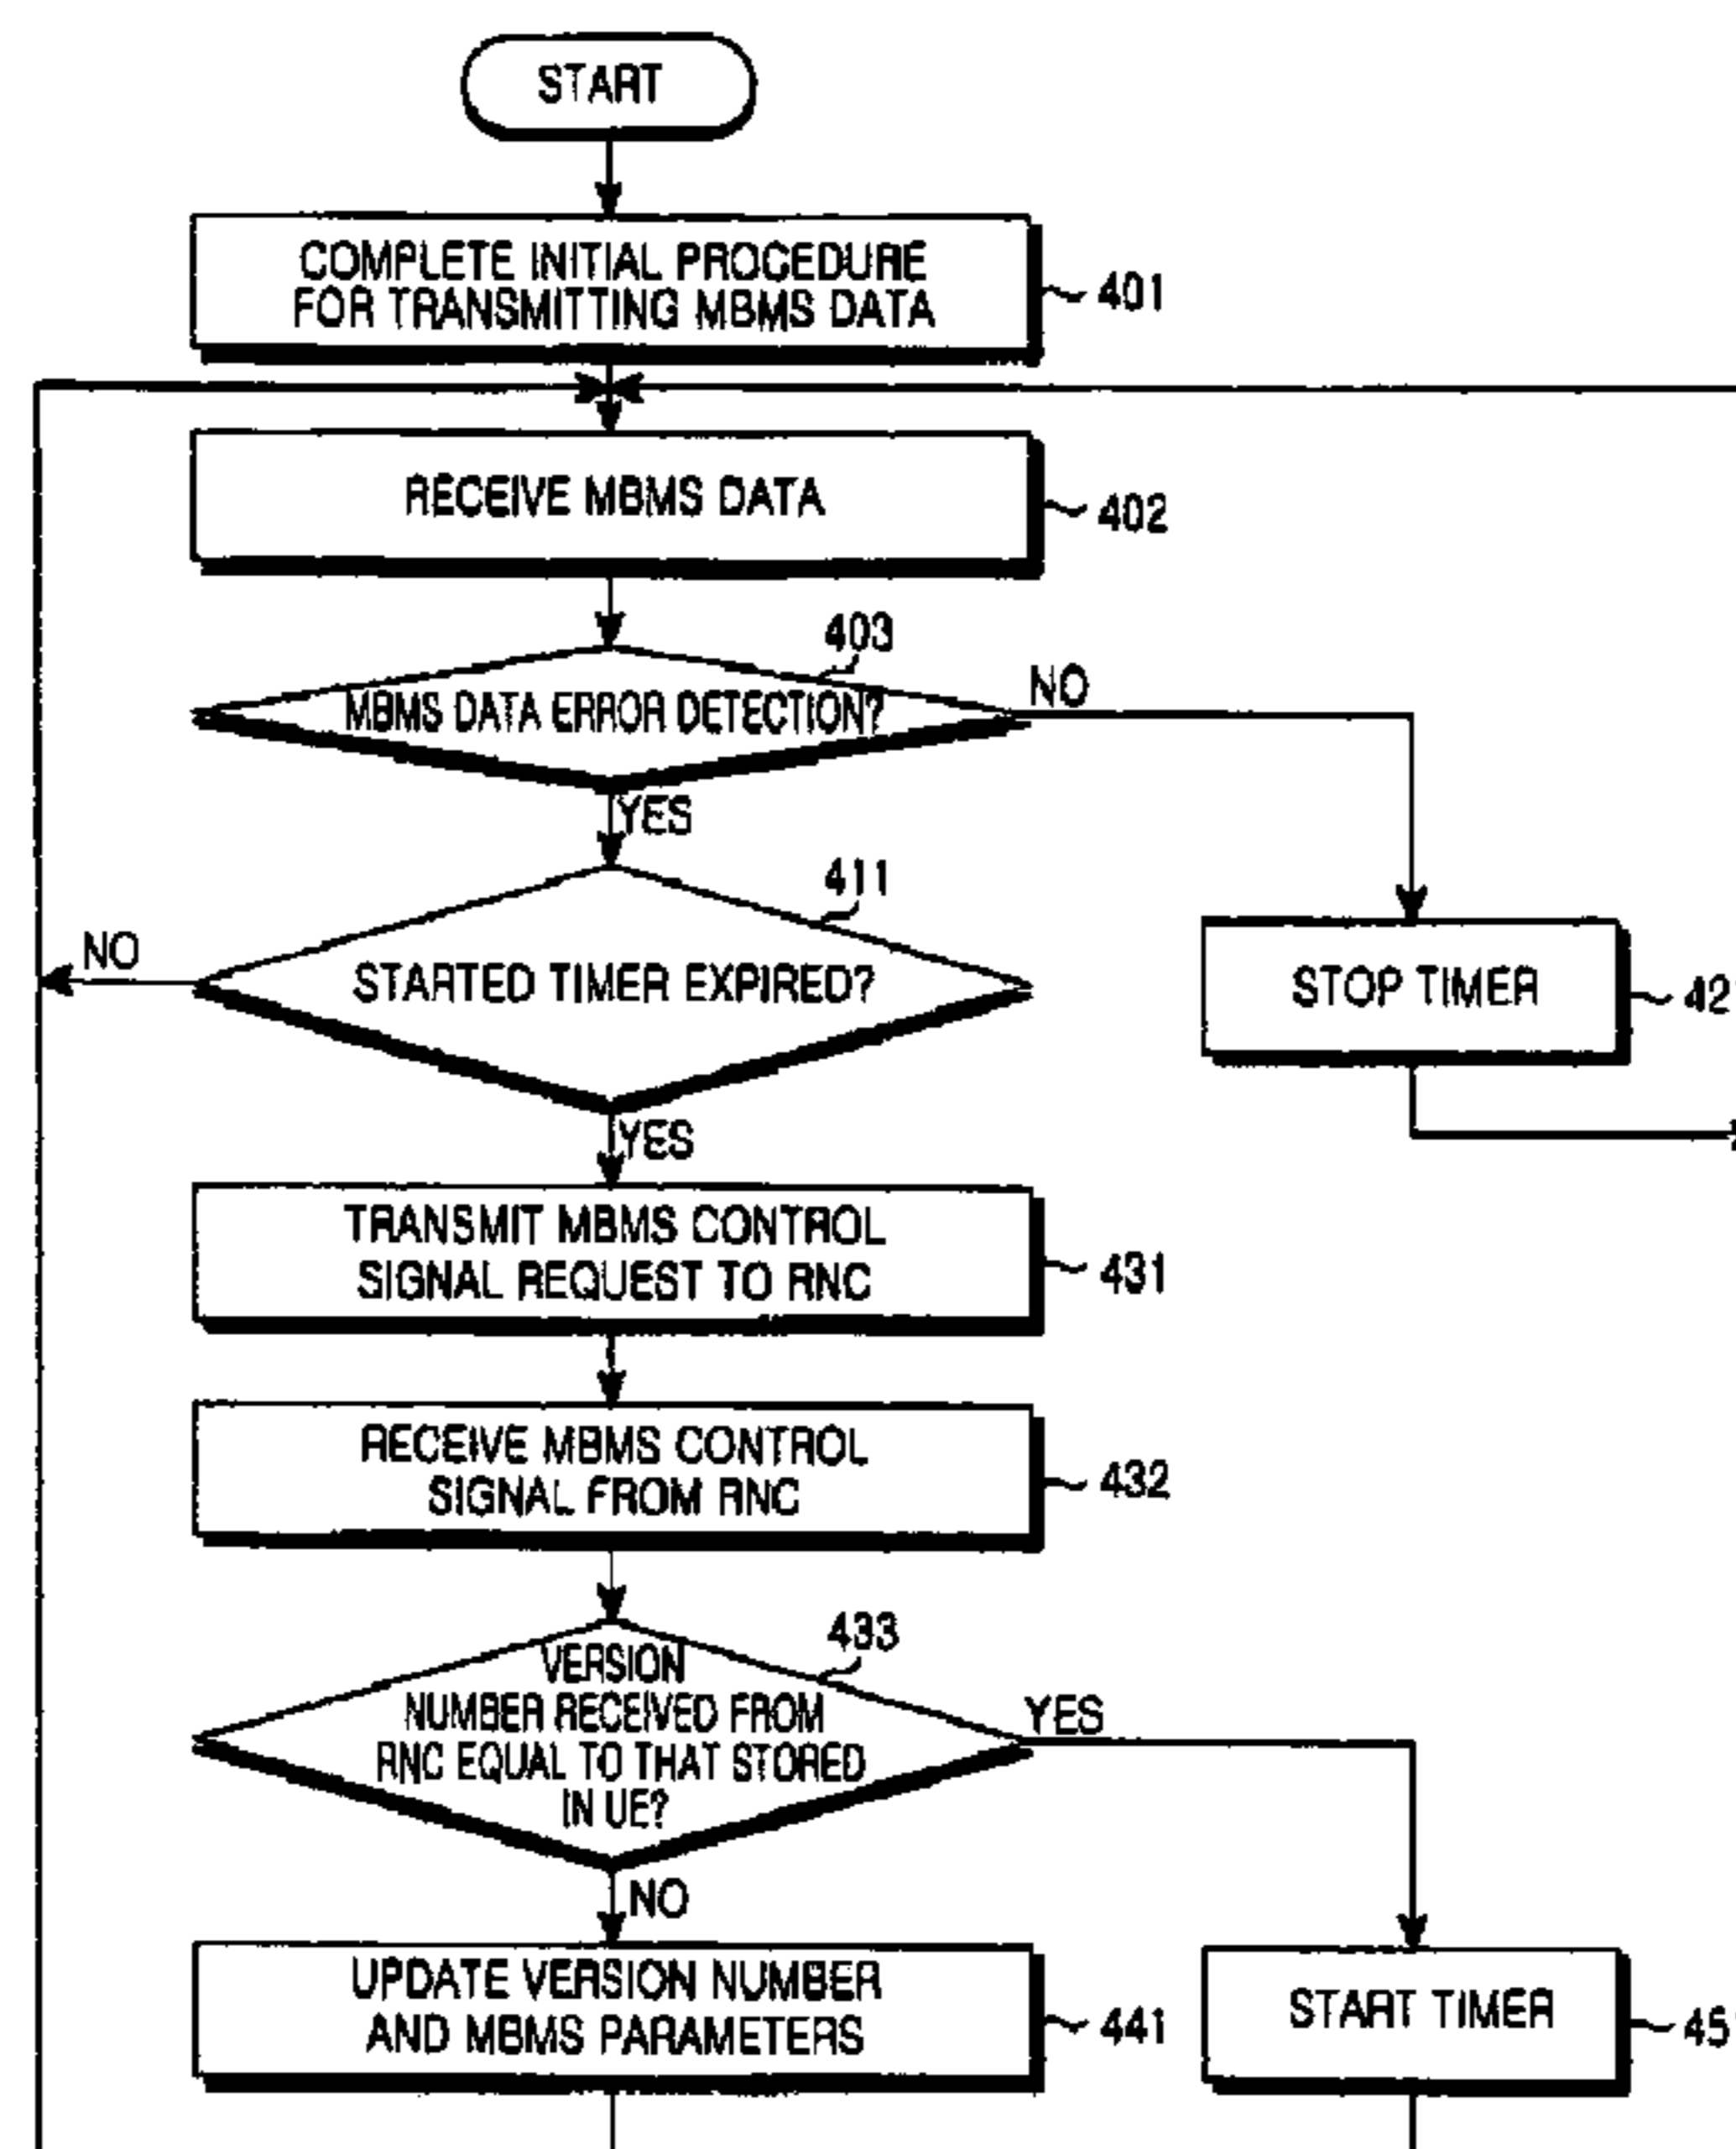 START
COMPLETE INITIAL PROCEDURE
FOR TRANSMITTING MBMS DATA
401
RECEIVE MBMS DATA
402
403
MBMS DATA ERROR DETECTION?
NO
YES
411
NO
STARTED TIMER EXPIRED?
STOP TIMER
42
YES
TRANSMIT MBMS CONTROL
SIGNAL REQUEST TO RNC
431
RECEIVE MBMS CONTROL
SIGNAL FROM RNC
432
433
VERSION
NUMBER RECEIVED FROM
RNC EQUAL TO THAT STORED
IN UE?
YES
NO
UPDATE VERSION NUMBER
AND MBMS PARAMETERS
441
START TIMER
45